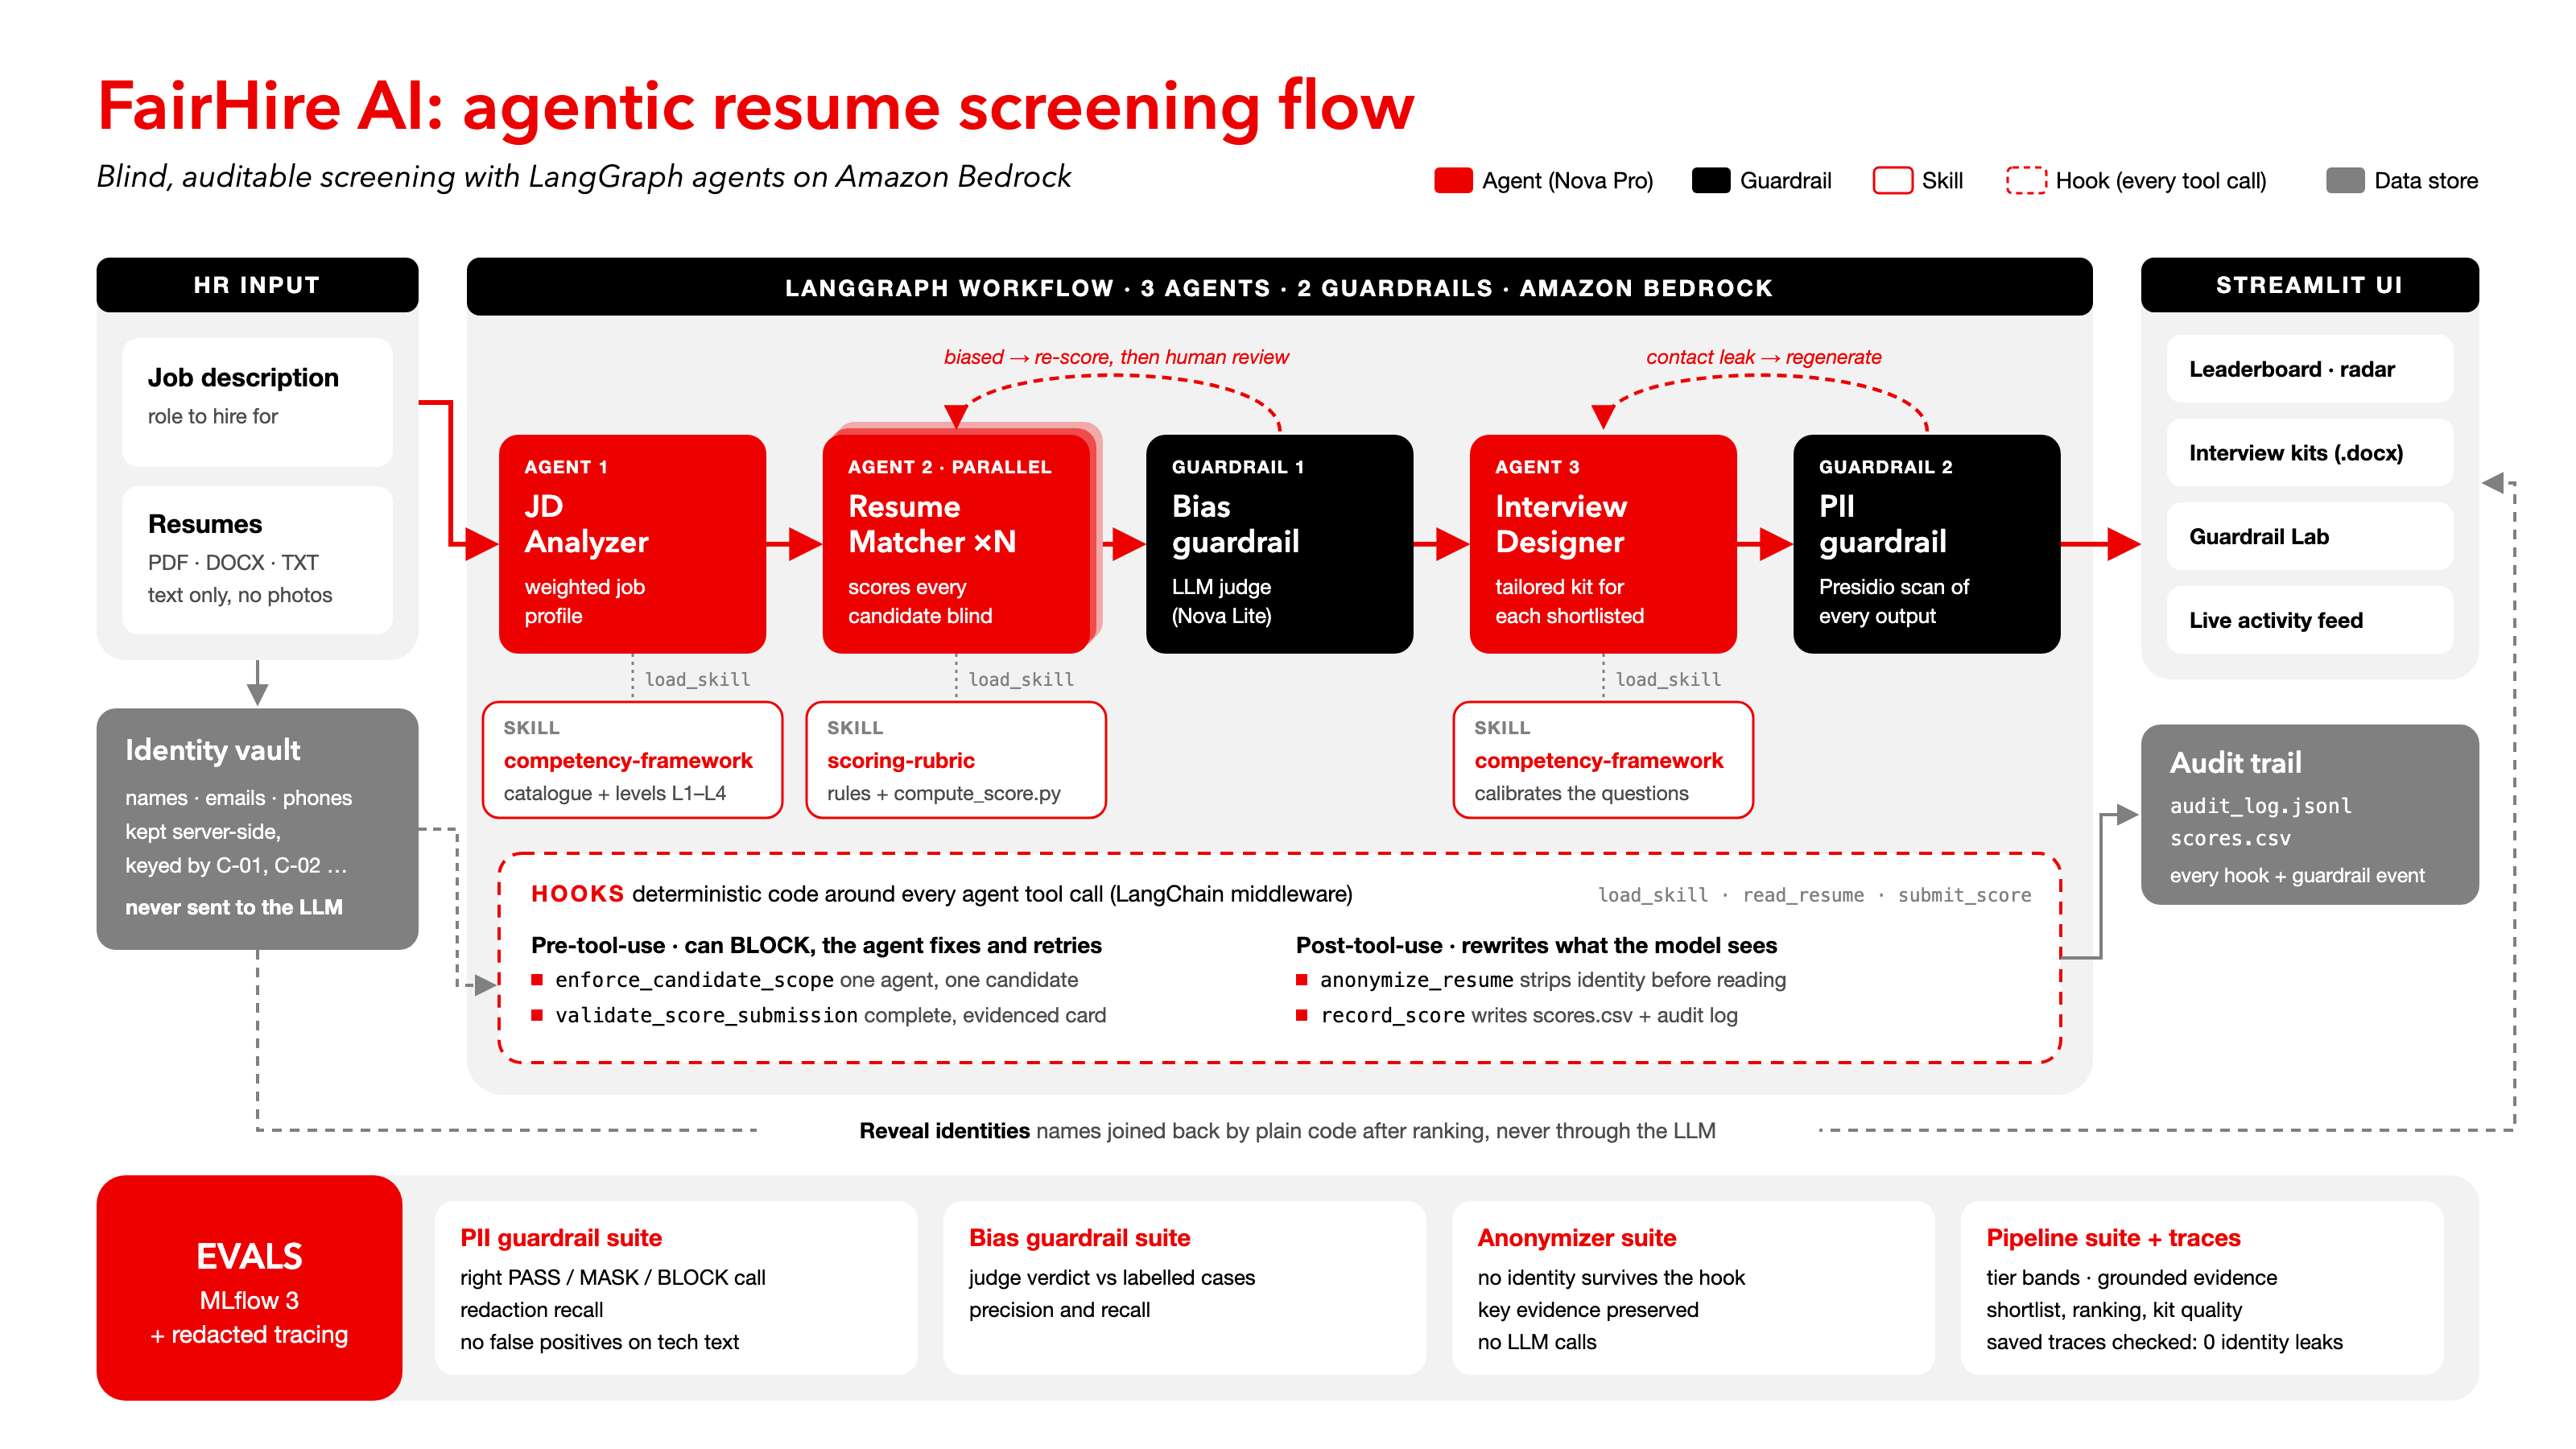 FairHire AI: agentic resume screening flow
Blind, auditable screening with LangGraph agents on Amazon Bedrock
Agent (Nova Pro)
Guardrail
Skill
Hook (every tool call)
Data store
HR INPUT
Job description
role to hire for
Resumes
PDF · DOCX · TXT
text only, no photos
Identity vault
names · emails · phones
kept server-side,
keyed by C-01, C-02 …
never sent to the LLM
LANGGRAPH WORKFLOW · 3 AGENTS · 2 GUARDRAILS · AMAZON BEDROCK
biased → re-score, then human review
contact leak → regenerate
AGENT 1
JD
Analyzer
weighted job
profile
AGENT 2 · PARALLEL
Resume
Matcher ×N
scores every
candidate blind
GUARDRAIL 1
Bias
guardrail
LLM judge
(Nova Lite)
AGENT 3
Interview
Designer
tailored kit for
each shortlisted
GUARDRAIL 2
PII
guardrail
Presidio scan of
every output
load_skill
load_skill
load_skill
SKILL
competency-framework
catalogue + levels L1–L4
SKILL
scoring-rubric
rules + compute_score.py
SKILL
competency-framework
calibrates the questions
HOOKS deterministic code around every agent tool call (LangChain middleware)
load_skill · read_resume · submit_score
Pre-tool-use · can BLOCK, the agent fixes and retries
enforce_candidate_scope one agent, one candidate
validate_score_submission complete, evidenced card
Post-tool-use · rewrites what the model sees
anonymize_resume strips identity before reading
record_score writes scores.csv + audit log
STREAMLIT UI
Leaderboard · radar
Interview kits (.docx)
Guardrail Lab
Live activity feed
Audit trail
audit_log.jsonl
scores.csv
every hook + guardrail event
Reveal identities names joined back by plain code after ranking, never through the LLM
EVALS
MLflow 3
+ redacted tracing
PII guardrail suite
right PASS / MASK / BLOCK call
redaction recall
no false positives on tech text
Bias guardrail suite
judge verdict vs labelled cases
precision and recall
Anonymizer suite
no identity survives the hook
key evidence preserved
no LLM calls
Pipeline suite + traces
tier bands · grounded evidence
shortlist, ranking, kit quality
saved traces checked: 0 identity leaks